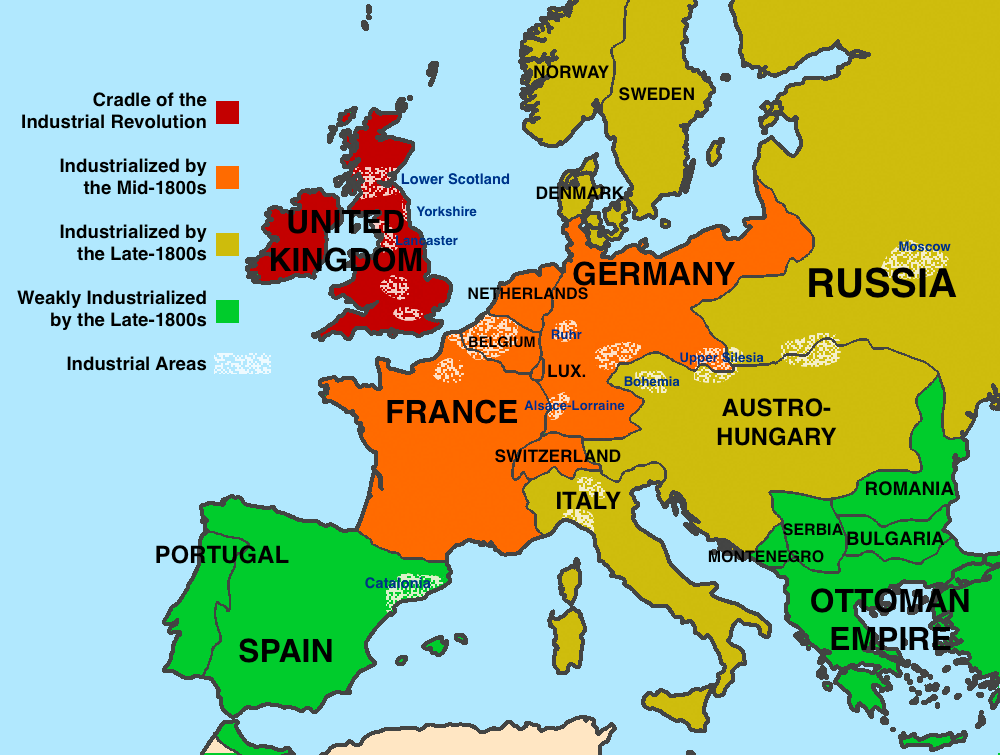 Cradle of the
Industrial Revolution
Industrialized by
the Mid-1800s
Industrialized by
the Late-1800s
Weakly Industrialized
by the Late-1800s
Industrial Areas
NORWAY
SWEDEN
DENMARK
Lower Scotland
Yorkshire
Lancaster
UNITED
KINGDOM
NETHERLANDS
GERMANY
Moscow
RUSSIA
BELGIUM
Ruhr
LUX.
Upper Silesia
Bohemia
Alsace-Lorraine
FRANCE
AUSTRO-
HUNGARY
SWITZERLAND
ITALY
ROMANIA
SERBIA
BULGARIA
MONTENEGRO
PORTUGAL
Catalonia
SPAIN
OTTOMAN
EMPIRE